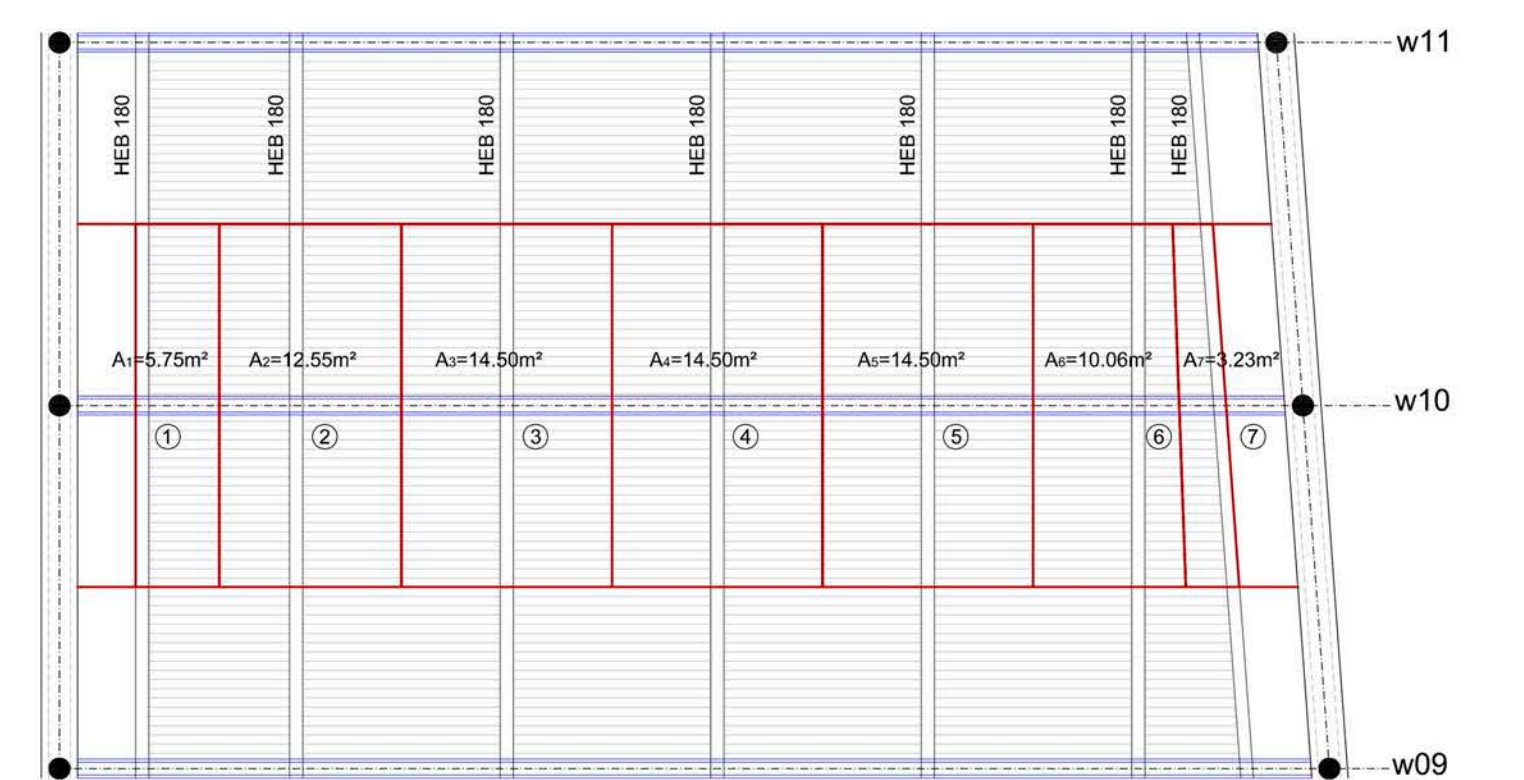 w11
HEB 180
HEB 180
HEB 180
HEB 180
HEB 180
HEB 180
HEB 180
A₁=5.75m²
A₂=12.55m²
A₃=14.50m²
A₄=14.50m²
A₅=14.50m²
A₆=10.06m²
A₇=3.23m²
w10
①
②
③
④
⑤
⑥
⑦
w09